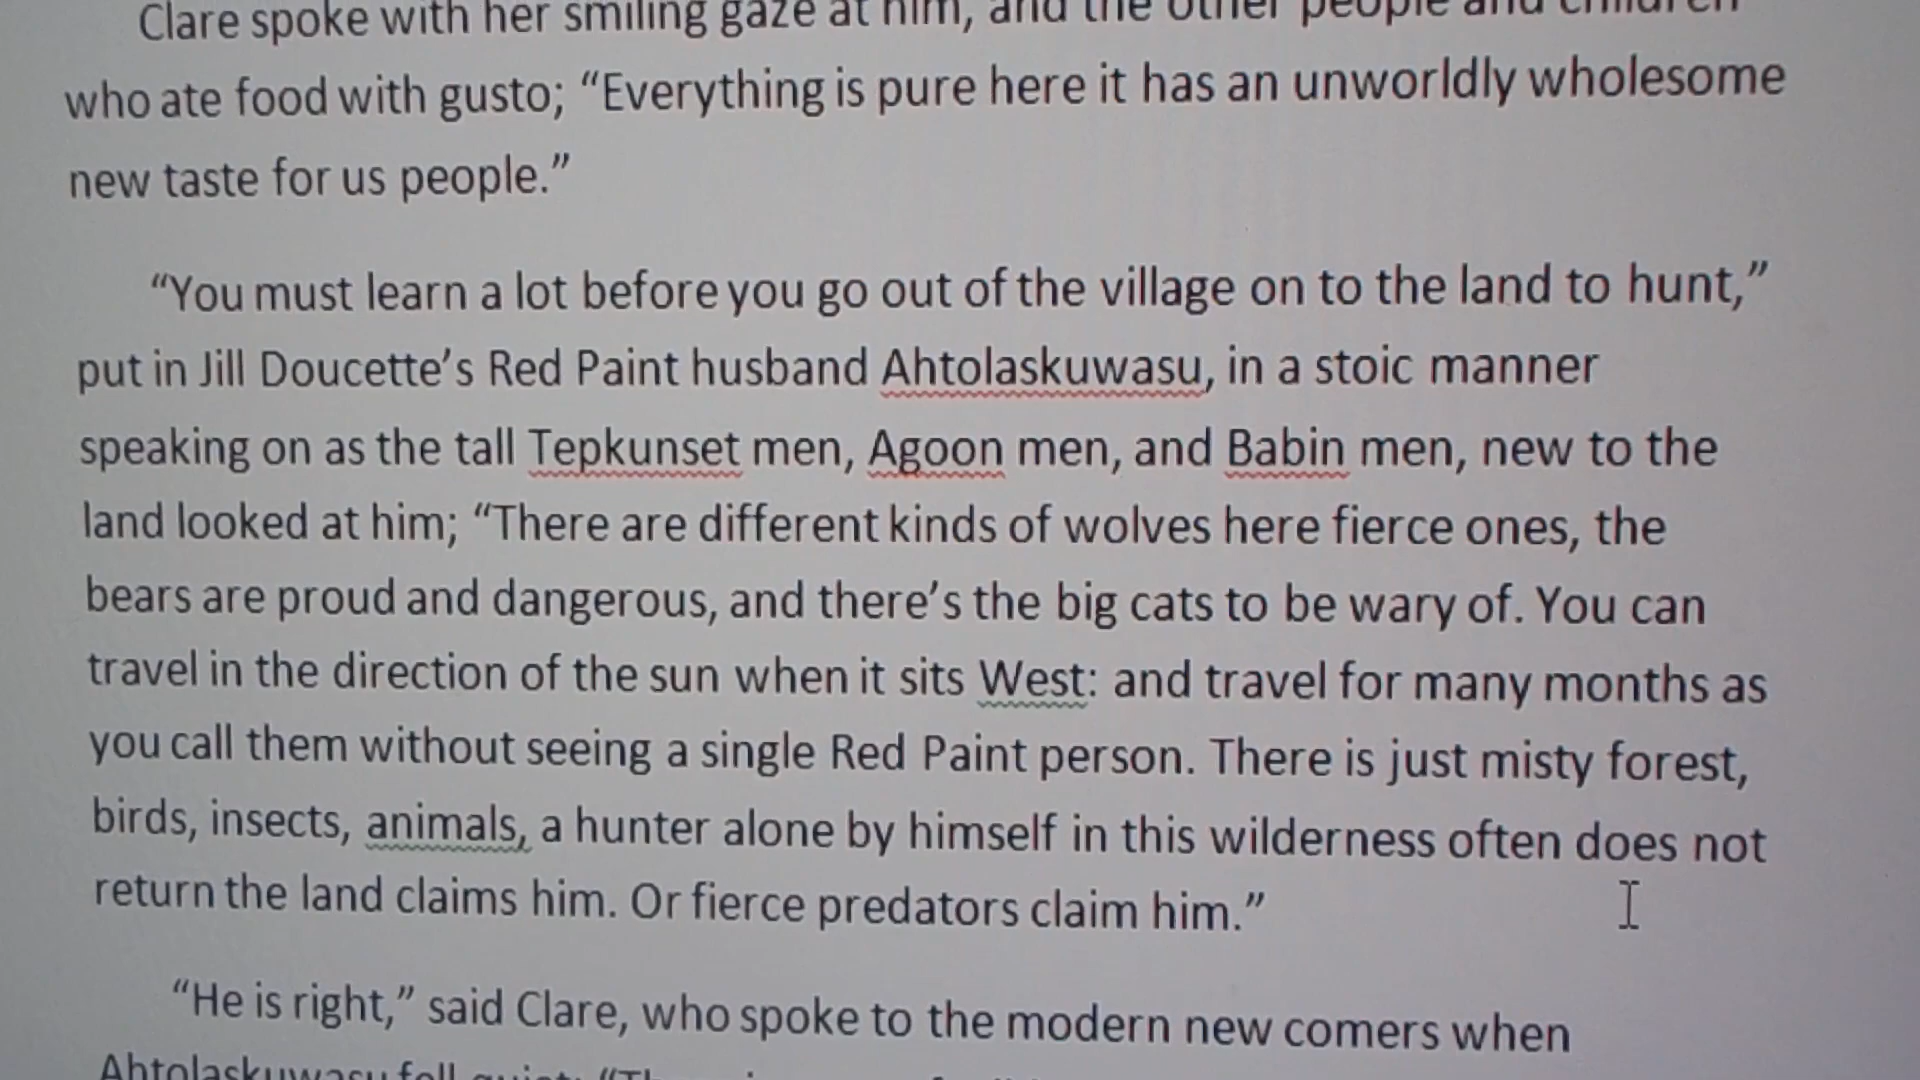 Clare spoke with her smiling gaze at him, and the other people and children
who ate food with gusto; “Everything is pure here it has an unworldly wholesome
new taste for us people.”
“You must learn a lot before you go out of the village on to the land to hunt,”
put in Jill Doucette’s Red Paint husband Ahtolaskuwasu, in a stoic manner
speaking on as the tall Tepkunset men, Agoon men, and Babin men, new to the
land looked at him; “There are different kinds of wolves here fierce ones, the
bears are proud and dangerous, and there’s the big cats to be wary of. You can
travel in the direction of the sun when it sits West: and travel for many months as
you call them without seeing a single Red Paint person. There is just misty forest,
birds, insects, animals, a hunter alone by himself in this wilderness often does not
return the land claims him. Or fierce predators claim him.”
“He is right,” said Clare, who spoke to the modern new comers when
Ahtolaskuwasu fell quiet;